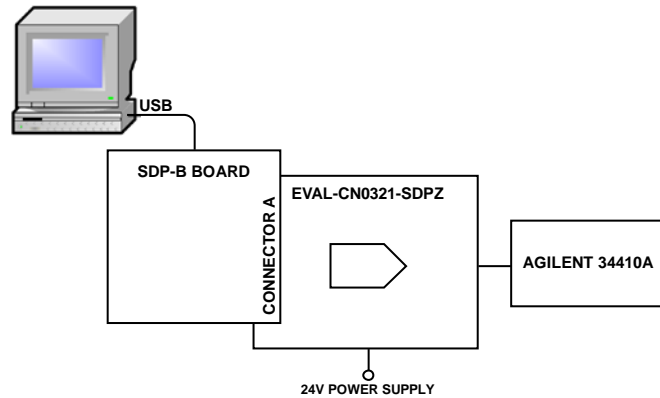 USB
SDP-B BOARD
EVAL-CN0321-SDPZ
CONNECTOR A
AGILENT 34410A
24V POWER SUPPLY